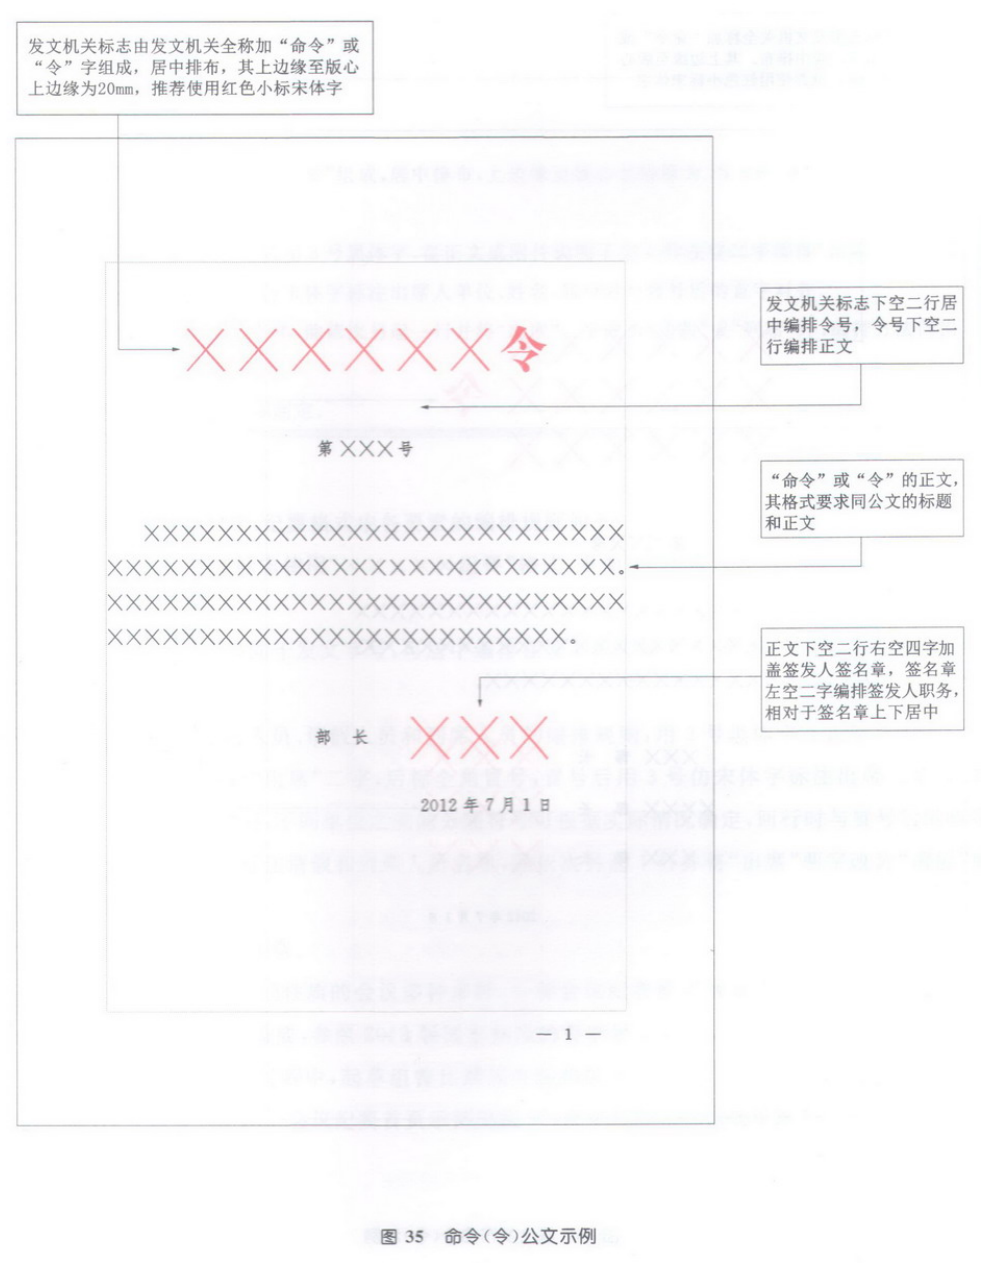 发文机关标志由发文机关全称加“命令”或
“令”字组成，居中排布，其上边缘至版心
上边缘为20mm，推荐使用红色小标宋体字
发文机关标志下空二行居
中编排令号，令号下空二
行编排正文
××××××令
第×××号
“命令”或“令”的正文，
其格式要求同公文的标题
和正文
××××××××××××××××××××××××××
××××××××××××××××××××××××××××。
××××××××××××××××××××××××××××
×××××××××××××××××××××××××。
正文下空二行右空四字加
盖签发人签名章，签名章
左空二字编排签发人职务，
相对于签名章上下居中
部 长 ×××
2012年7月1日
— 1 —
图 35 命令(令)公文示例